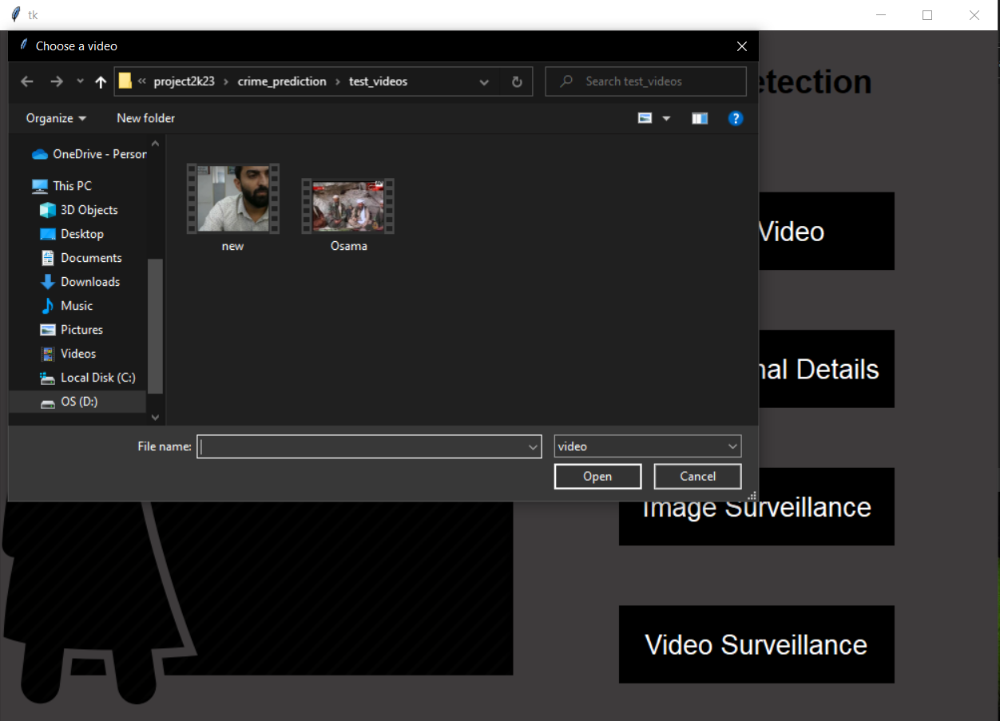 tk
Choose a video
« project2k23 › crime_prediction › test_videos
Search test_videos
etection
Organize
New folder
OneDrive - Person
This PC
3D Objects
Desktop
Documents
Downloads
Music
Pictures
Videos
Local Disk (C:)
OS (D:)
new
Osama
Video
nal Details
File name:
video
Open
Cancel
Image Surveillance
Video Surveillance